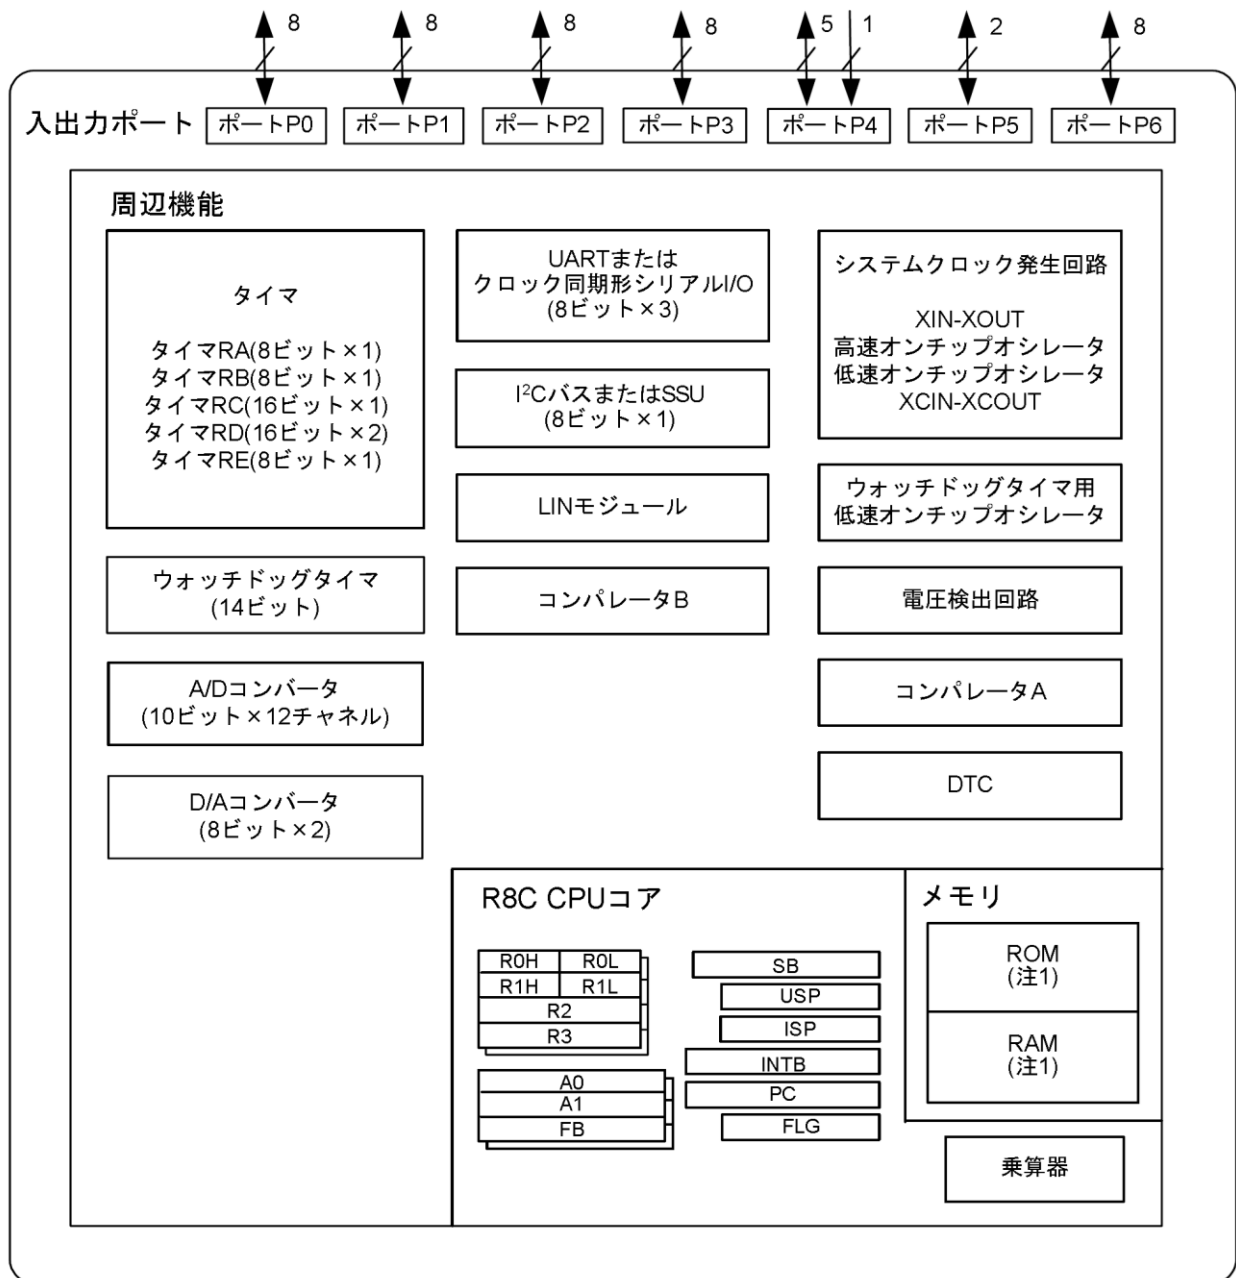 8
8
8
8
5
1
2
8
入出力ポート
ポートP0
ポートP1
ポートP2
ポートP3
ポートP4
ポートP5
ポートP6
周辺機能
タイマ
タイマRA(8ビット×1)
タイマRB(8ビット×1)
タイマRC(16ビット×1)
タイマRD(16ビット×2)
タイマRE(8ビット×1)
ウォッチドッグタイマ
(14ビット)
A/Dコンバータ
(10ビット×12チャネル)
D/Aコンバータ
(8ビット×2)
UARTまたは
クロック同期形シリアルI/O
(8ビット×3)
I²CバスまたはSSU
(8ビット×1)
LINモジュール
コンパレータB
システムクロック発生回路
XIN-XOUT
高速オンチップオシレータ
低速オンチップオシレータ
XCIN-XCOUT
ウォッチドッグタイマ用
低速オンチップオシレータ
電圧検出回路
コンパレータA
DTC
R8C CPUコア
R0H
R0L
R1H
R1L
R2
R3
A0
A1
FB
SB
USP
ISP
INTB
PC
FLG
メモリ
ROM
(注1)
RAM
(注1)
乗算器